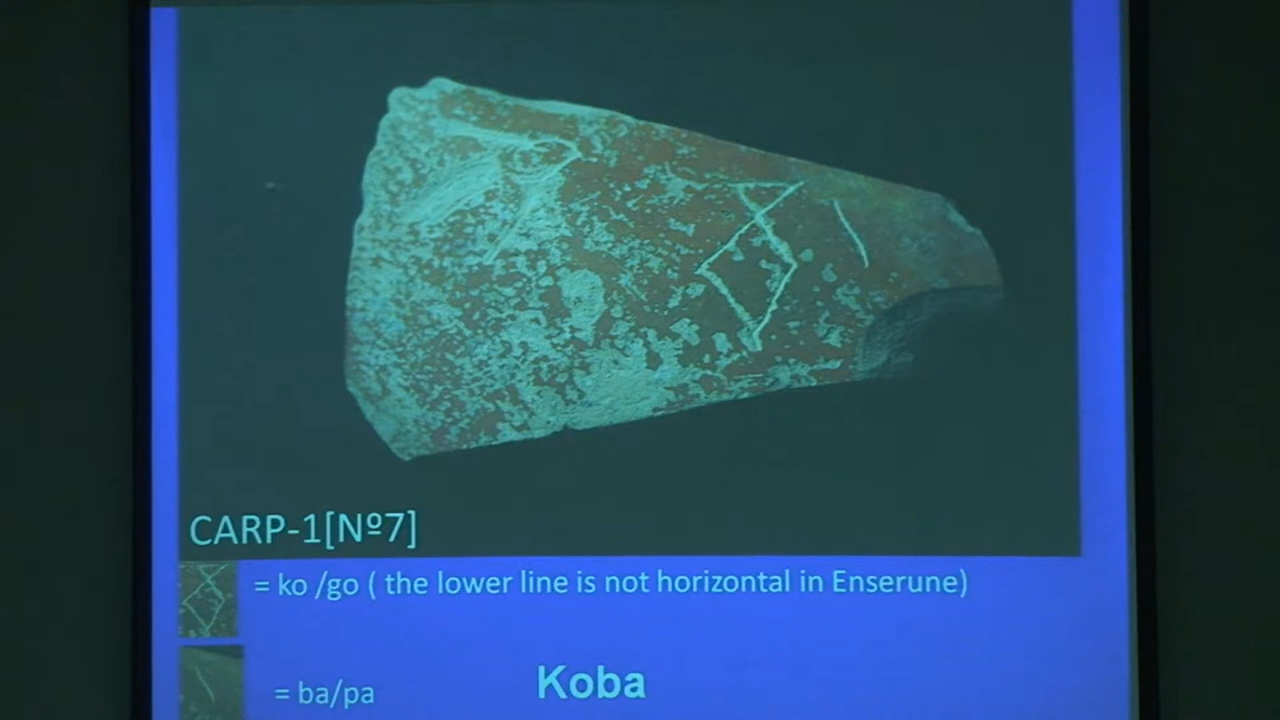 CARP-1[Nº7]
= ko /go ( the lower line is not horizontal in Enserune)
= ba/pa
Koba